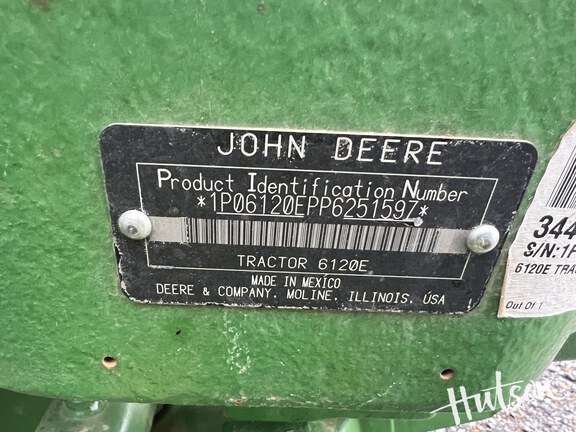 JOHN DEERE
Product Identification Number
*1P06120EPP6251597*
TRACTOR 6120E
MADE IN MEXICO
DEERE & COMPANY, MOLINE, ILLINOIS, USA
344
S/N:1P
6120E TRA
Out Of 1
Hutson